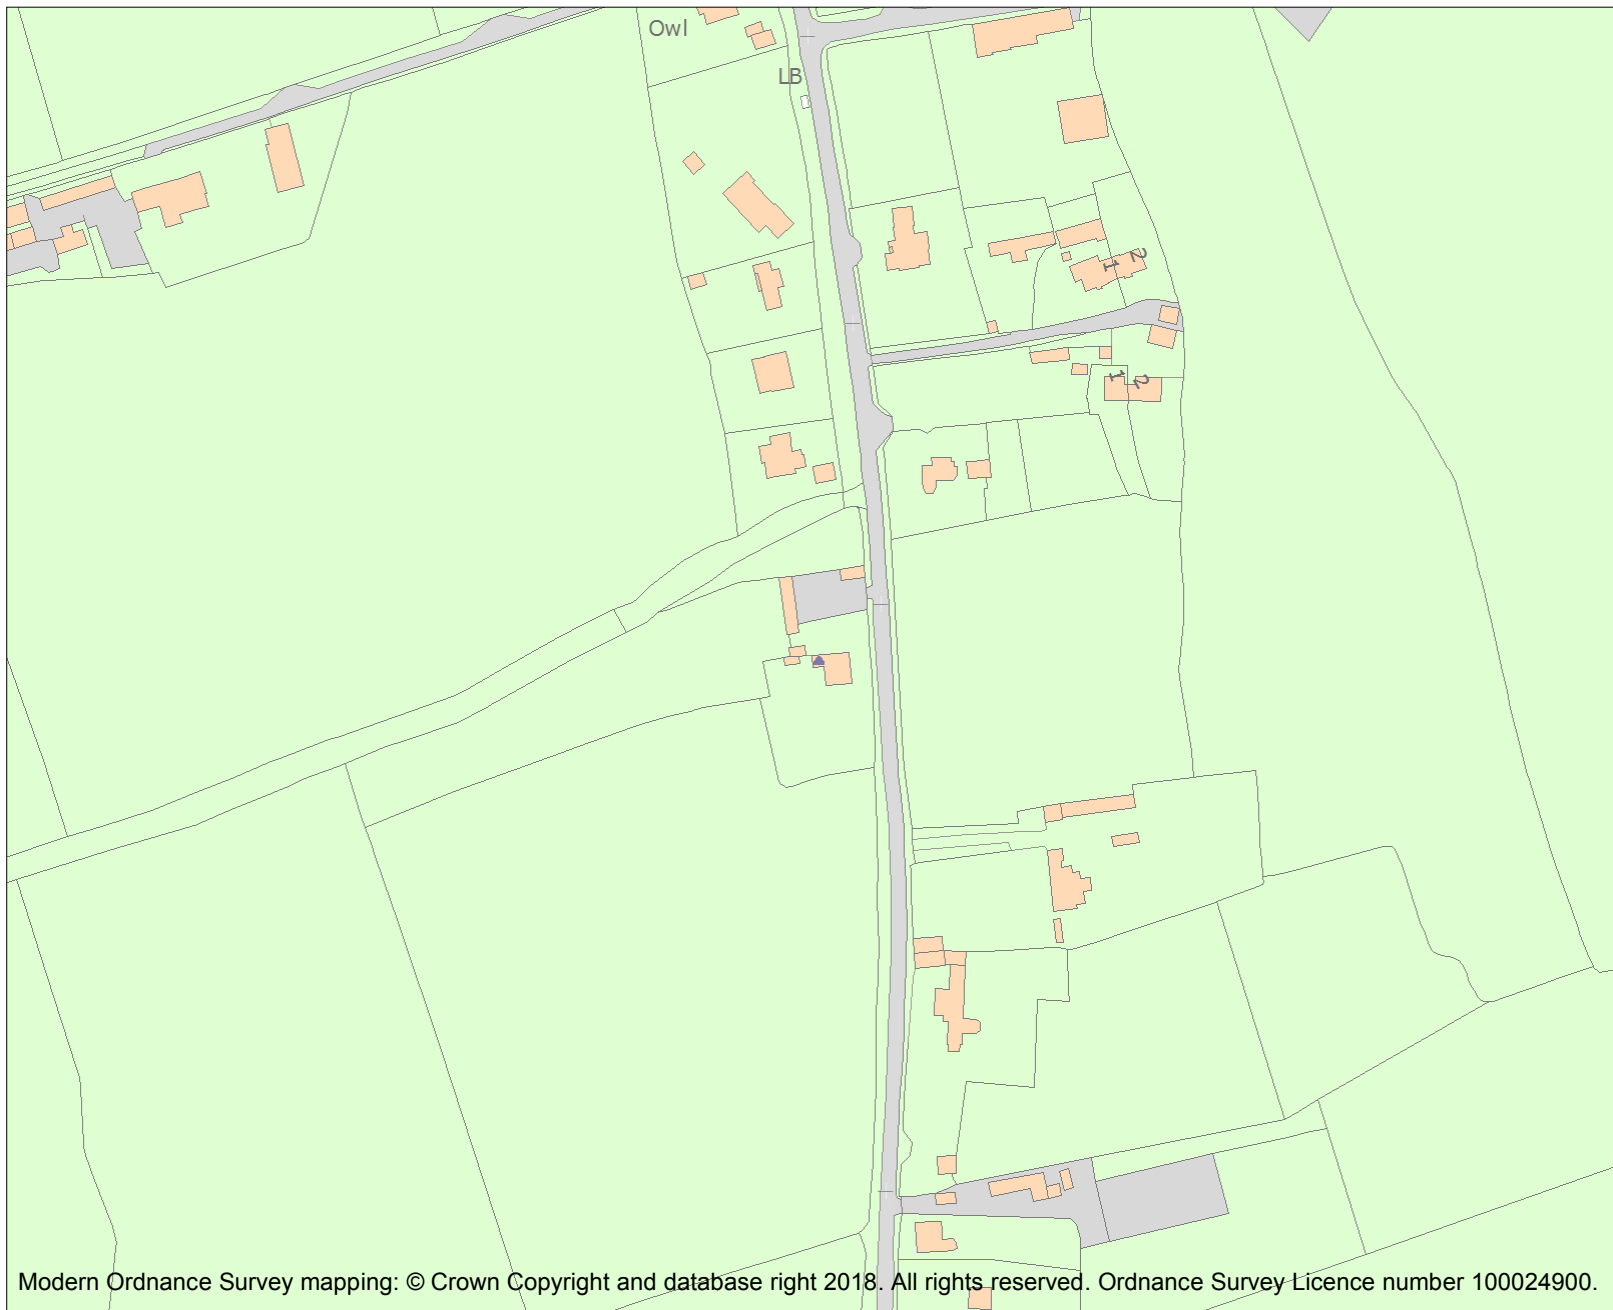 Owl
LB
1 2
1 2
Modern Ordnance Survey mapping: © Crown Copyright and database right 2018. All rights reserved. Ordnance Survey Licence number 100024900.